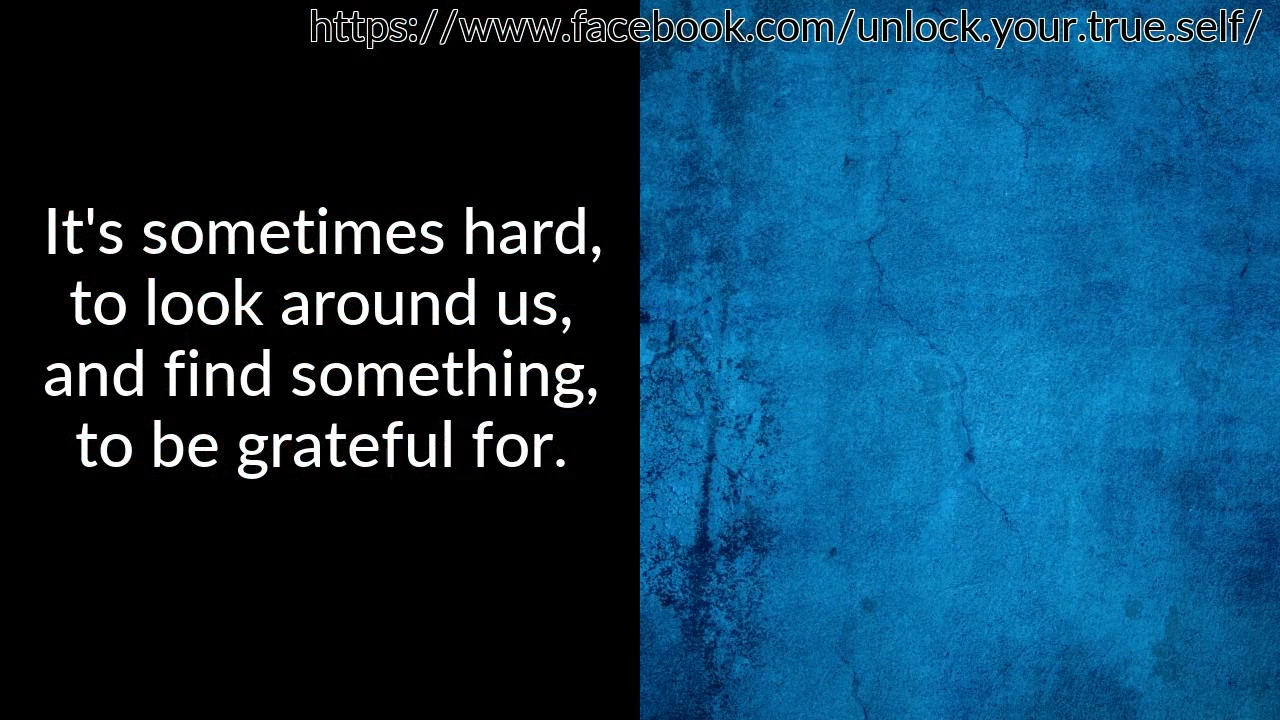 https://www.facebook.com/unlock.your.true.self/
It's sometimes hard,
to look around us,
and find something,
to be grateful for.